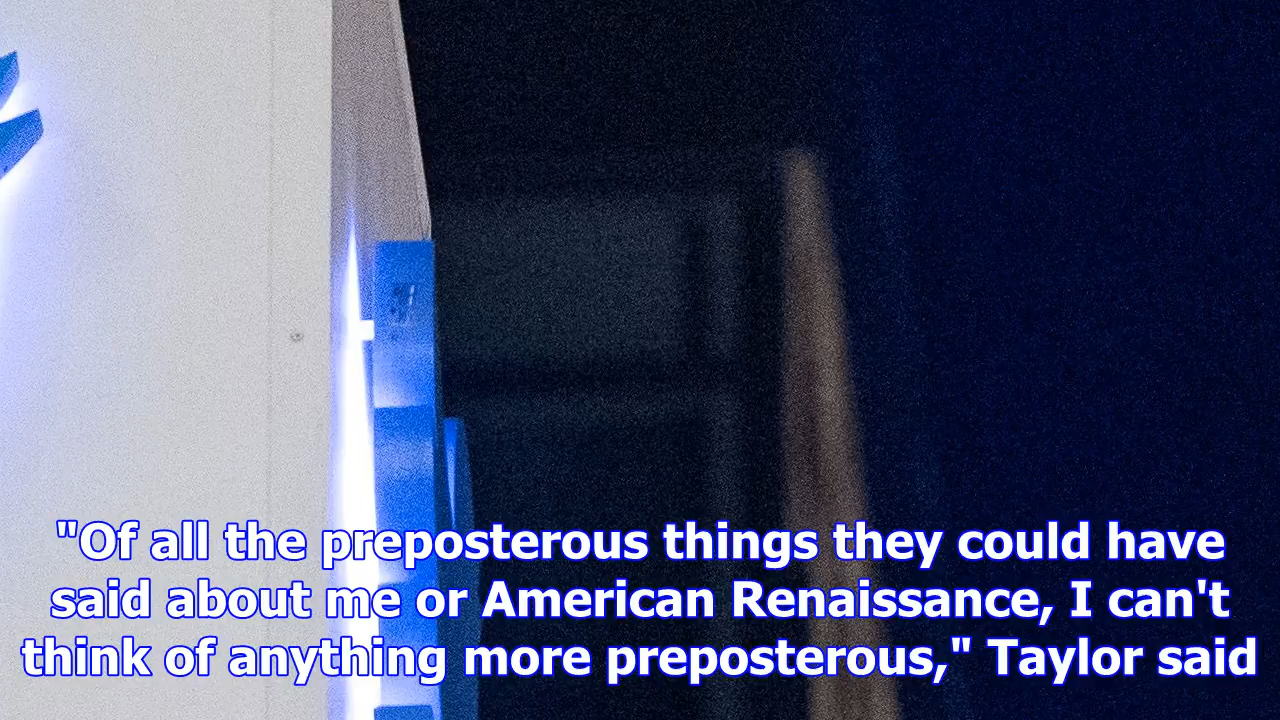 "Of all the preposterous things they could have
said about me or American Renaissance, I can't
think of anything more preposterous," Taylor said